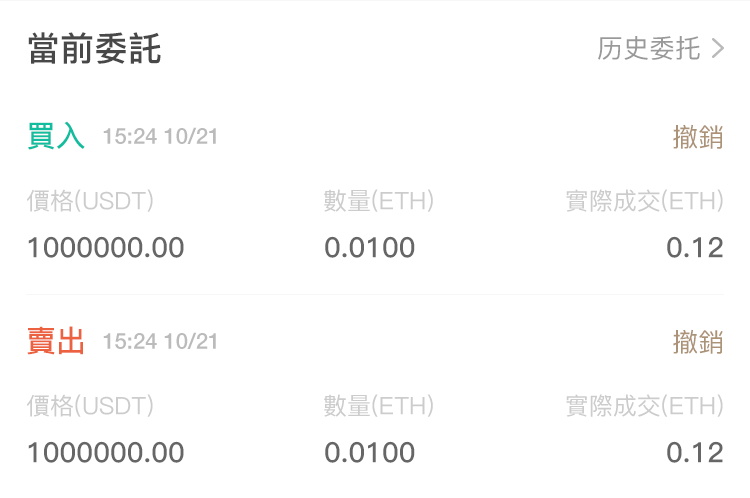 當前委託 历史委托
買入 15:24 10/21 撤銷
價格(USDT) 數量(ETH) 實際成交(ETH)
1000000.00 0.0100 0.12
賣出 15:24 10/21 撤銷
價格(USDT) 數量(ETH) 實際成交(ETH)
1000000.00 0.0100 0.12